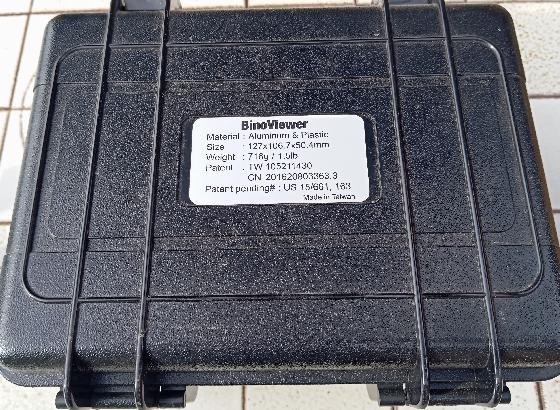 BinoViewer
Material : Aluminum & Plastic
Size : 127x106.7x50.4mm
Weight : 718g / 1.5lb
Patent : TW 105211430
CN 201620803363.3
Patent pending# : US 15/661, 163
Made in Taiwan